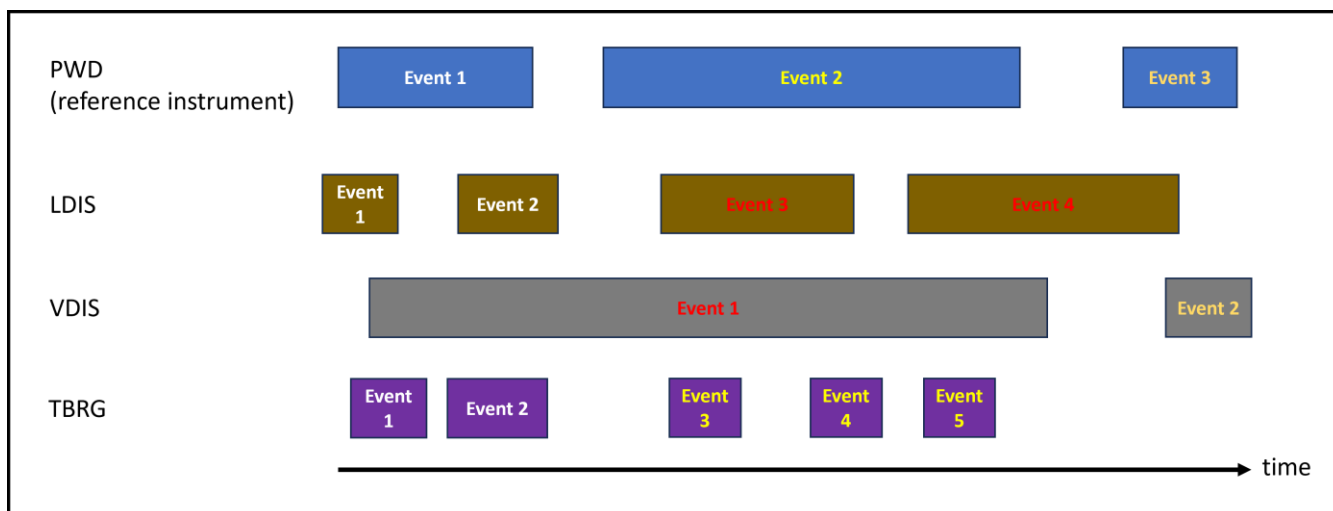 PWD
(reference instrument)
Event 1
Event 2
Event 3
LDIS
Event
1
Event 2
Event 3
Event 4
VDIS
Event 1
Event 2
TBRG
Event
1
Event 2
Event
3
Event
4
Event
5
time